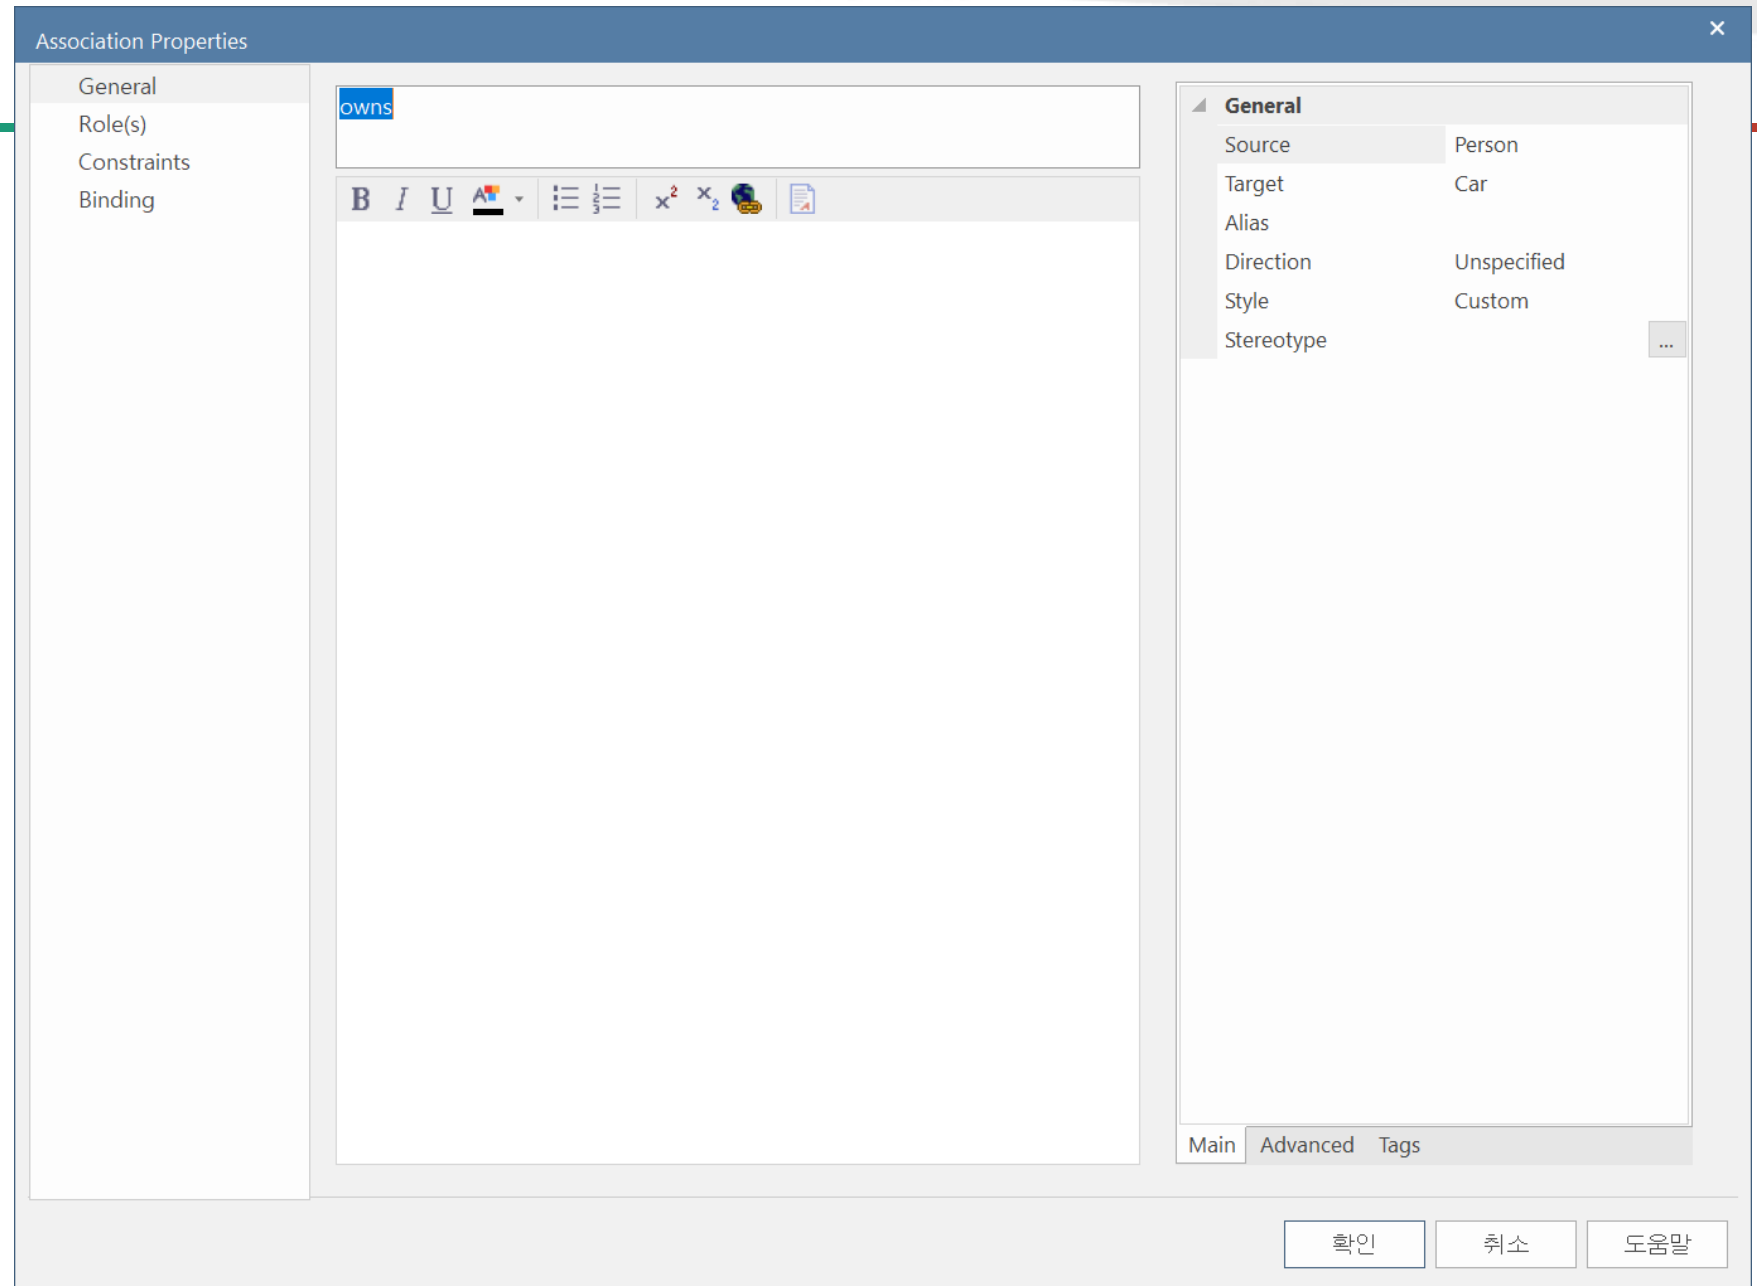 Association Properties
General
Role(s)
Constraints
Binding
owns
General
Source Person
Target Car
Alias
Direction Unspecified
Style Custom
Stereotype ...
Main Advanced Tags
확인 취소 도움말